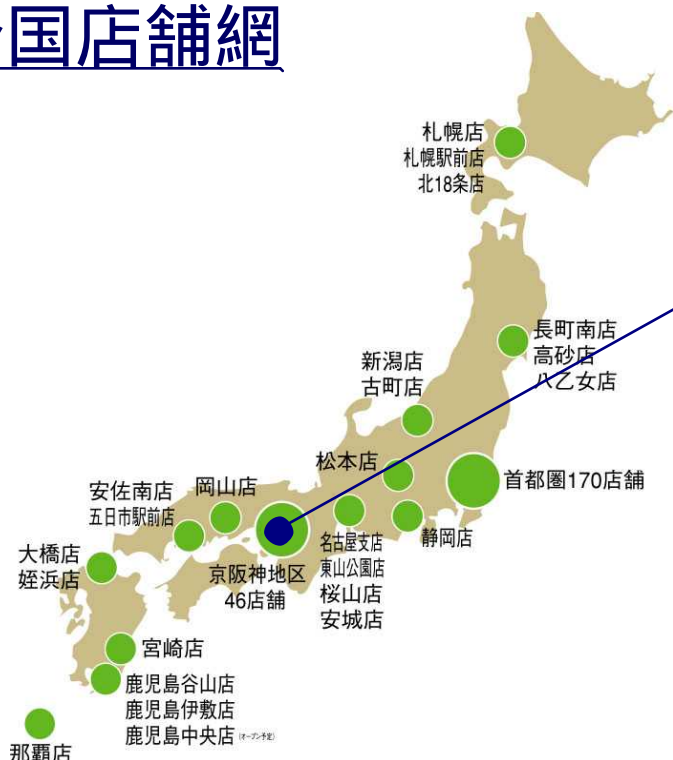 全国店舗網
札幌店
札幌駅前店
北18条店
長町南店
高砂店
八乙女店
新潟店
古町店
松本店
首都圏170店舗
安佐南店
五日市駅前店
岡山店
静岡店
名古屋支店
東山公園店
桜山店
安城店
京阪神地区
46店舗
大橋店
姪浜店
宮崎店
鹿児島谷山店
鹿児島伊敷店
鹿児島中央店(オープン予定)
那覇店